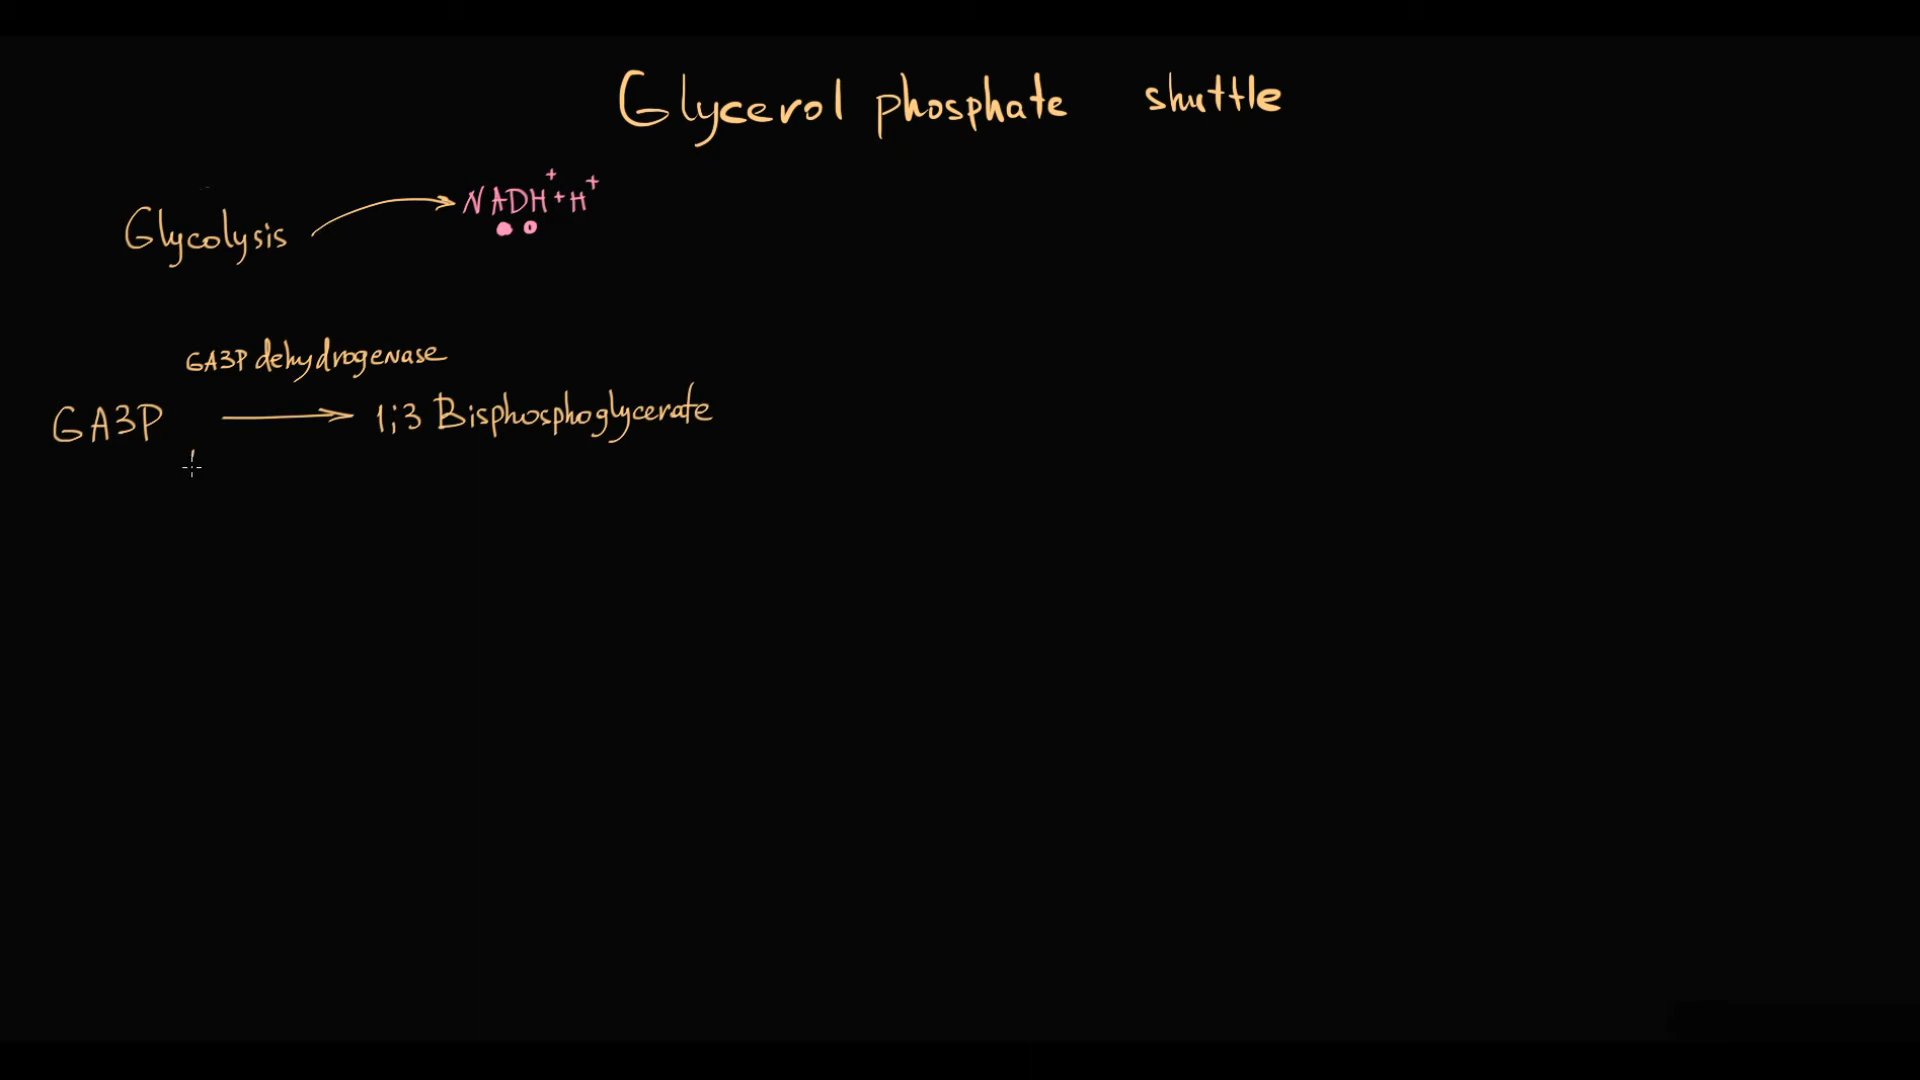 Glycerol phosphate shuttle
Glycolysis NADH⁺+H⁺
GA3P dehydrogenase
GA3P → 1;3 Bisphosphoglycerate